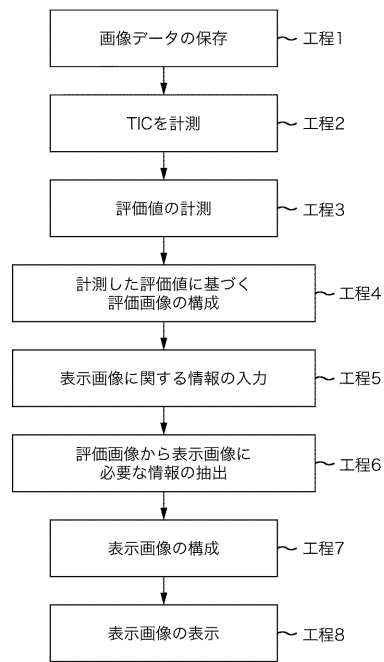 画像データの保存
工程1
TICを計測
工程2
評価値の計測
工程3
計測した評価値に基づく
評価画像の構成
工程4
表示画像に関する情報の入力
工程5
評価画像から表示画像に
必要な情報の抽出
工程6
表示画像の構成
工程7
表示画像の表示
工程8